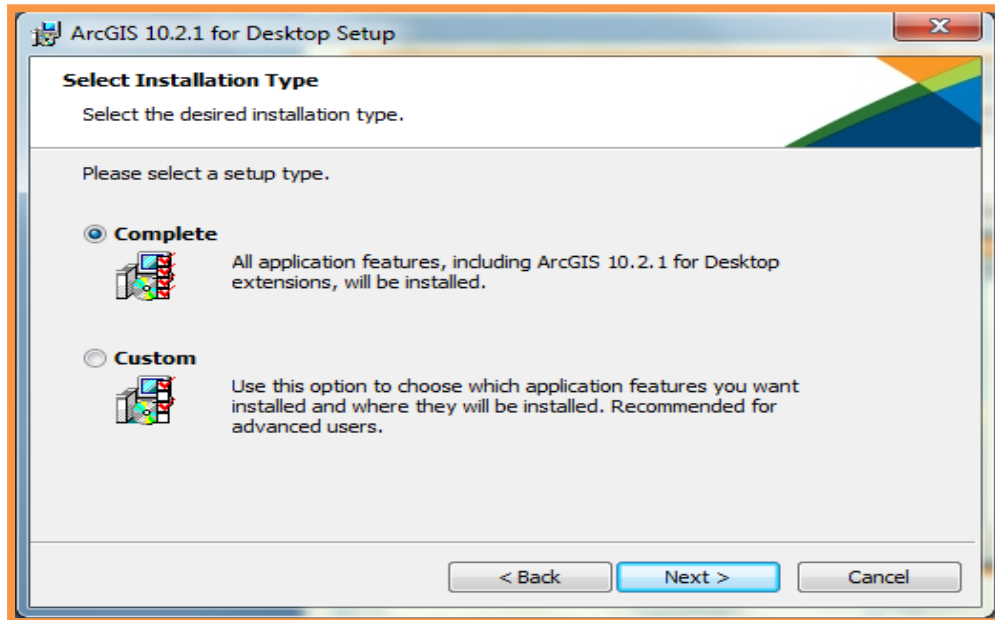 ArcGIS 10.2.1 for Desktop Setup
Select Installation Type
Select the desired installation type.
Please select a setup type.
Complete
All application features, including ArcGIS 10.2.1 for Desktop
extensions, will be installed.
Custom
Use this option to choose which application features you want
installed and where they will be installed. Recommended for
advanced users.
< Back Next > Cancel